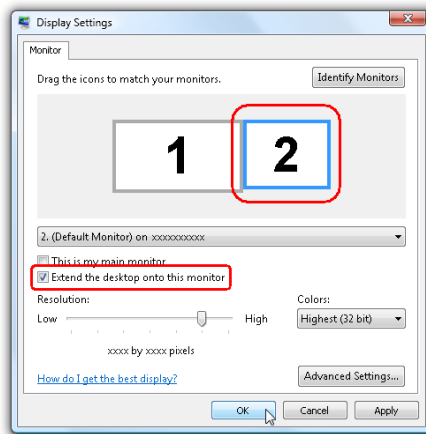 Display Settings
Monitor
Drag the icons to match your monitors.
Identify Monitors
1
2
2. (Default Monitor) on xxxxxxxxxx
This is my main monitor
Extend the desktop onto this monitor
Resolution:
Colors:
Low
High
Highest (32 bit)
xxxx by xxxx pixels
How do I get the best display?
Advanced Settings...
OK
Cancel
Apply